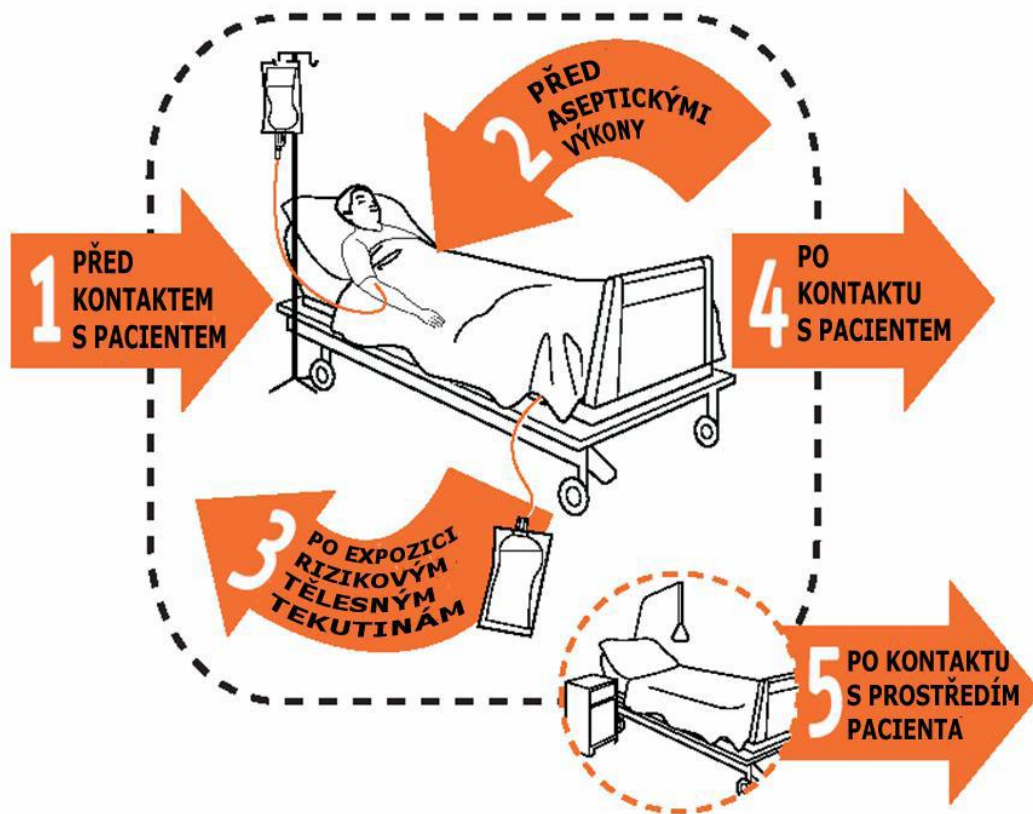 1
PŘED
KONTAKTEM
S PACIENTEM
2
PŘED
ASEPTICKÝMI
VÝKONY
3
PO EXPOZICI
RIZIKOVÝM
TĚLESNÝM
TEKUTINÁM
4
PO
KONTAKTU
S PACIENTEM
5
PO KONTAKTU
S PROSTŘEDÍM
PACIENTA